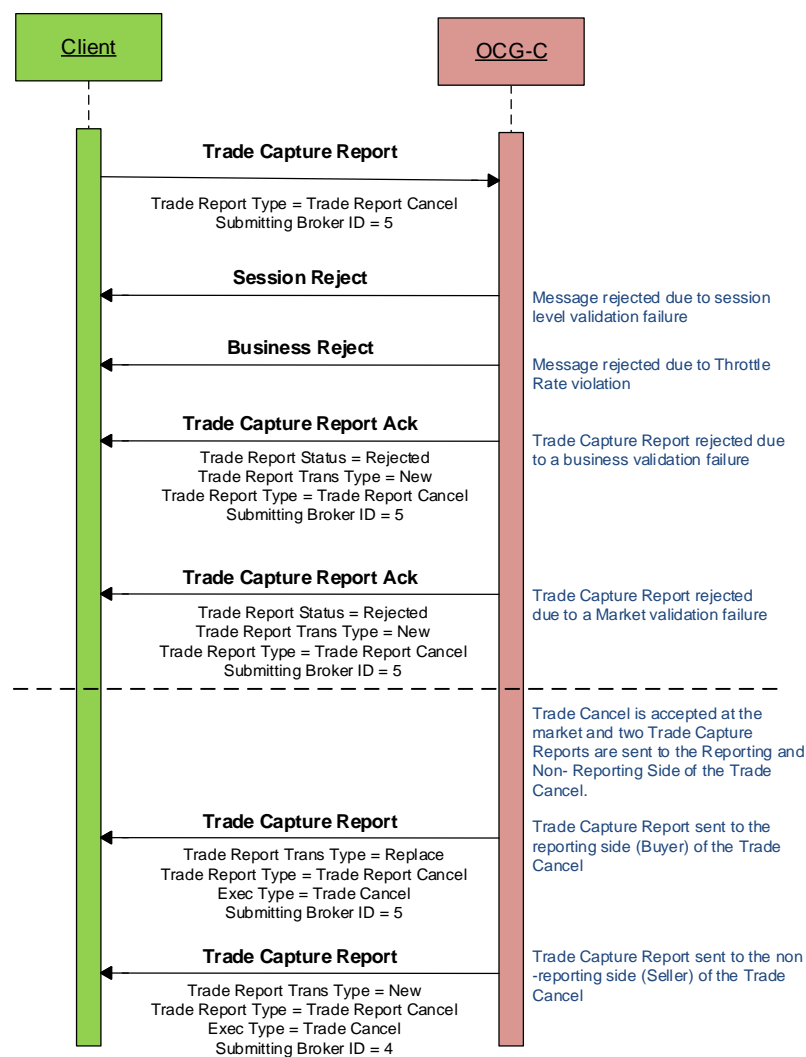 Client
OCG-C
Trade Capture Report
Trade Report Type = Trade Report Cancel
Submitting Broker ID = 5
Session Reject
Message rejected due to session
level validation failure
Business Reject
Message rejected due to Throttle
Rate violation
Trade Capture Report Ack
Trade Report Status = Rejected
Trade Report Trans Type = New
Trade Report Type = Trade Report Cancel
Submitting Broker ID = 5
Trade Capture Report rejected due
to a business validation failure
Trade Capture Report Ack
Trade Report Status = Rejected
Trade Report Trans Type = New
Trade Report Type = Trade Report Cancel
Submitting Broker ID = 5
Trade Capture Report rejected
due to a Market validation failure
Trade Cancel is accepted at the
market and two Trade Capture
Reports are sent to the Reporting and
Non- Reporting Side of the Trade
Cancel.
Trade Capture Report
Trade Report Trans Type = Replace
Trade Report Type = Trade Report Cancel
Exec Type = Trade Cancel
Submitting Broker ID = 5
Trade Capture Report sent to the
reporting side (Buyer) of the Trade
Cancel
Trade Capture Report
Trade Report Trans Type = New
Trade Report Type = Trade Report Cancel
Exec Type = Trade Cancel
Submitting Broker ID = 4
Trade Capture Report sent to the non
-reporting side (Seller) of the Trade
Cancel